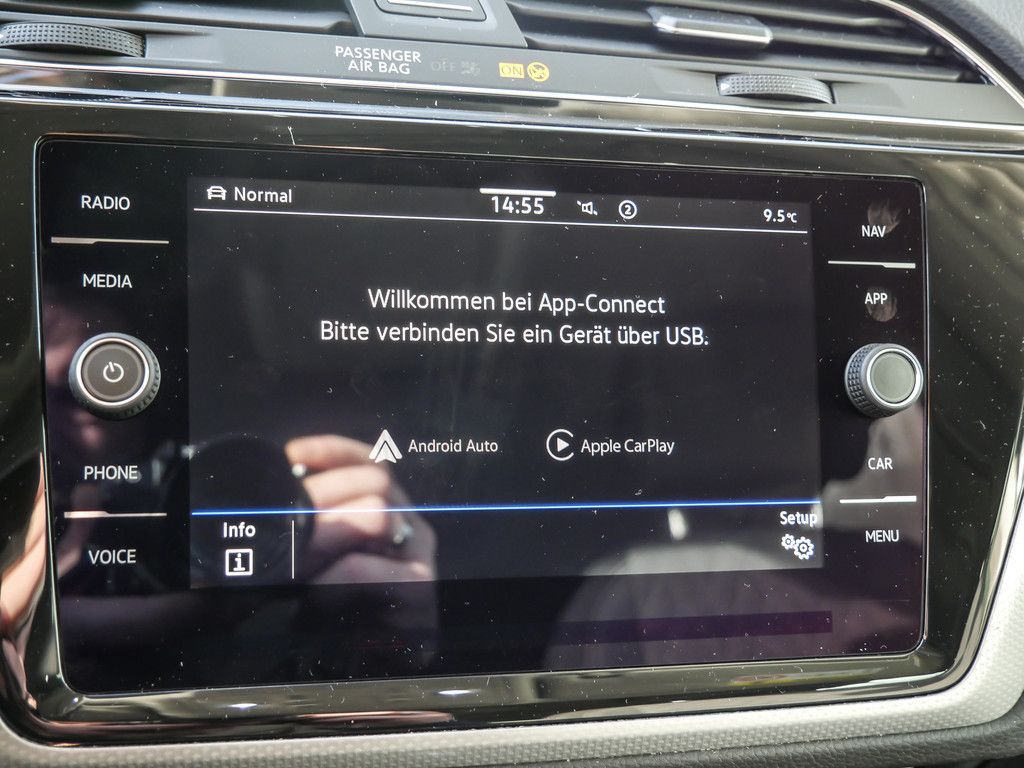 PASSENGER
AIR BAG OFF ON
RADIO
MEDIA
PHONE
VOICE
Normal 14:55 2 9.5°C
Willkommen bei App-Connect
Bitte verbinden Sie ein Gerät über USB.
Android Auto Apple CarPlay
Info Setup
i
NAV
APP
CAR
MENU